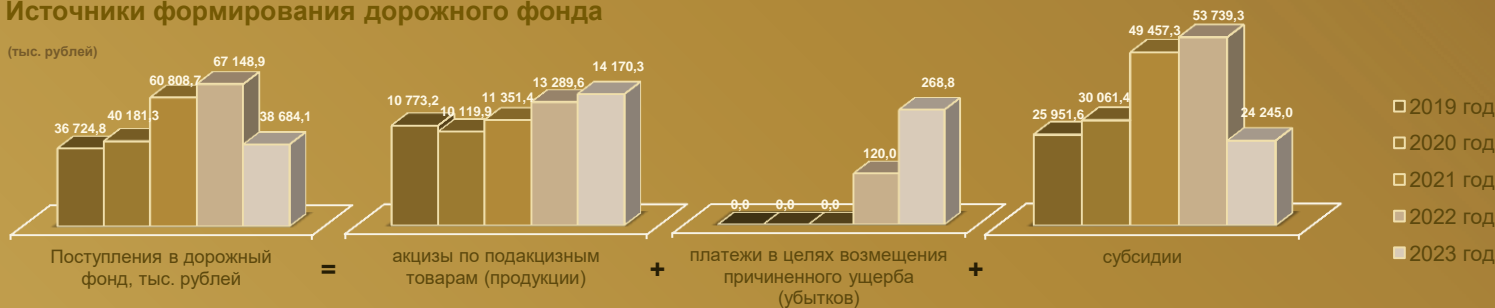 Источники формирования дорожного фонда
(тыс. рублей)
36 724,8
40 181,3
60 808,7
67 148,9
38 684,1
10 773,2
10 119,9
11 351,4
13 289,6
14 170,3
0,0
0,0
0,0
120,0
268,8
25 951,6
30 061,4
49 457,3
53 739,3
24 245,0
2019 год
2020 год
2021 год
2022 год
2023 год
Поступления в дорожный
фонд, тыс. рублей
=
акцизы по подакцизным
товарам (продукции)
+
платежи в целях возмещения
причиненного ущерба
(убытков)
+
субсидии